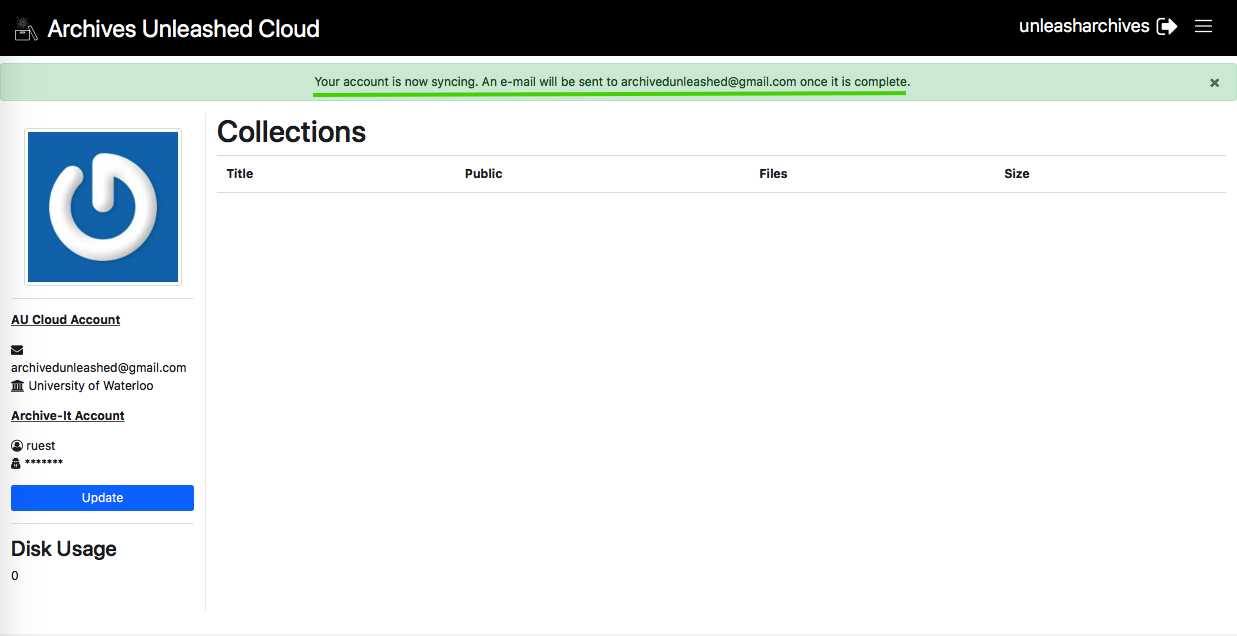 Archives Unleashed Cloud
unleasharchives
Your account is now syncing. An e-mail will be sent to archivedunleashed@gmail.com once it is complete.
×
Collections
Title Public Files Size
AU Cloud Account
archivedunleashed@gmail.com
University of Waterloo
Archive-It Account
ruest
*******
Update
Disk Usage
0